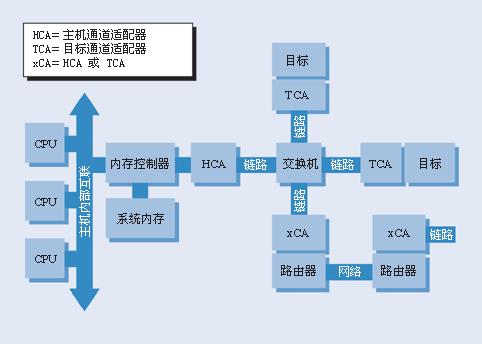 HCA=主机通道适配器
TCA=目标通道适配器
xCA=HCA 或 TCA
目标
TCA
链路
CPU
CPU
CPU
主机内部互联
内存控制器
系统内存
HCA
链路
交换机
链路
TCA
目标
链路
xCA
路由器
网络
xCA
路由器
链路